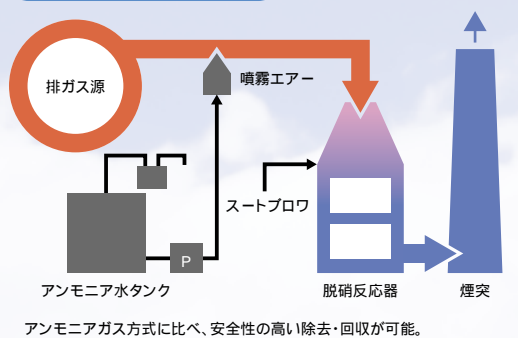 排ガス源
噴霧エアー
スートブロワ
P
アンモニア水タンク
脱硝反応器
煙突
アンモニアガス方式に比べ、安全性の高い除去・回収が可能。